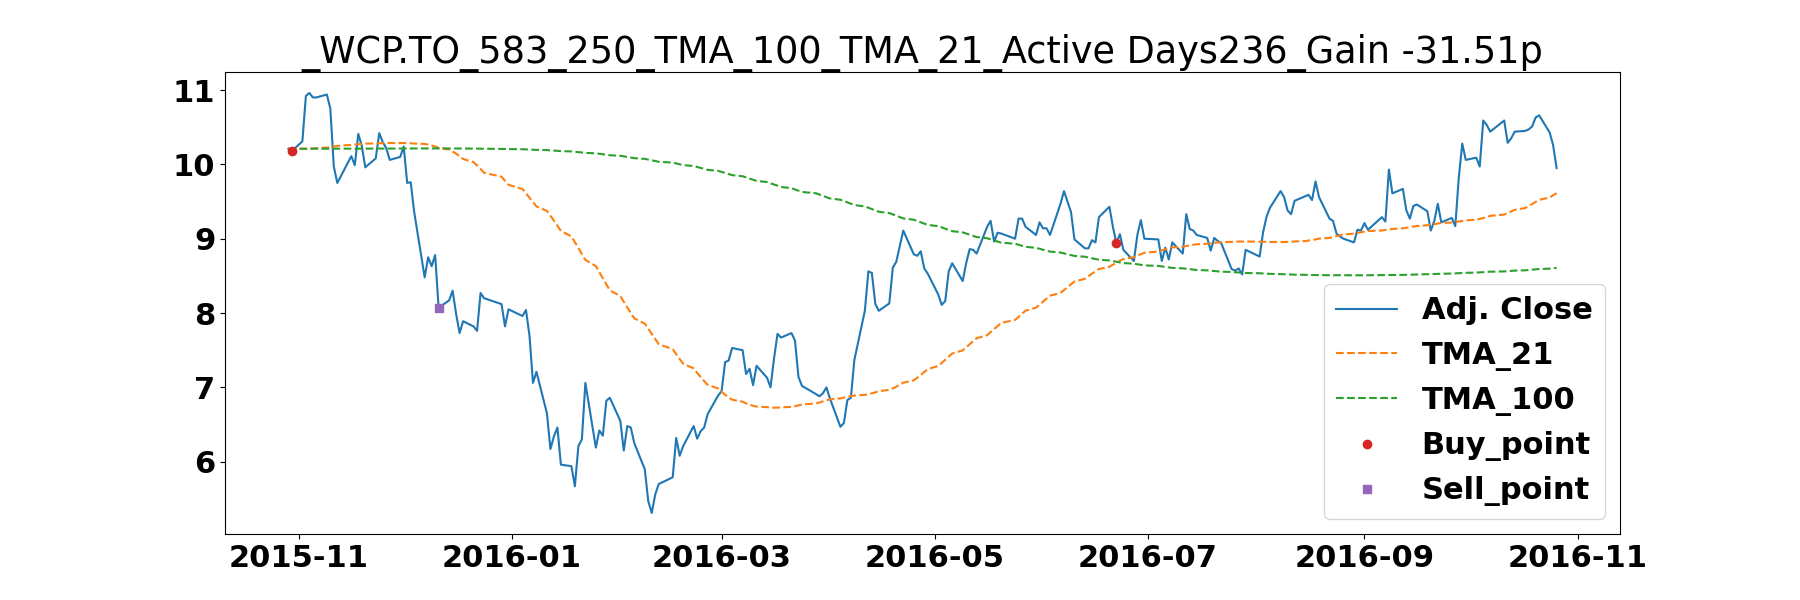 _WCP.TO_583_250_TMA_100_TMA_21_Active Days236_Gain -31.51p
11
10
9
8
7
6
Adj. Close
TMA_21
TMA_100
Buy_point
Sell_point
2015-11 2016-01 2016-03 2016-05 2016-07 2016-09 2016-11